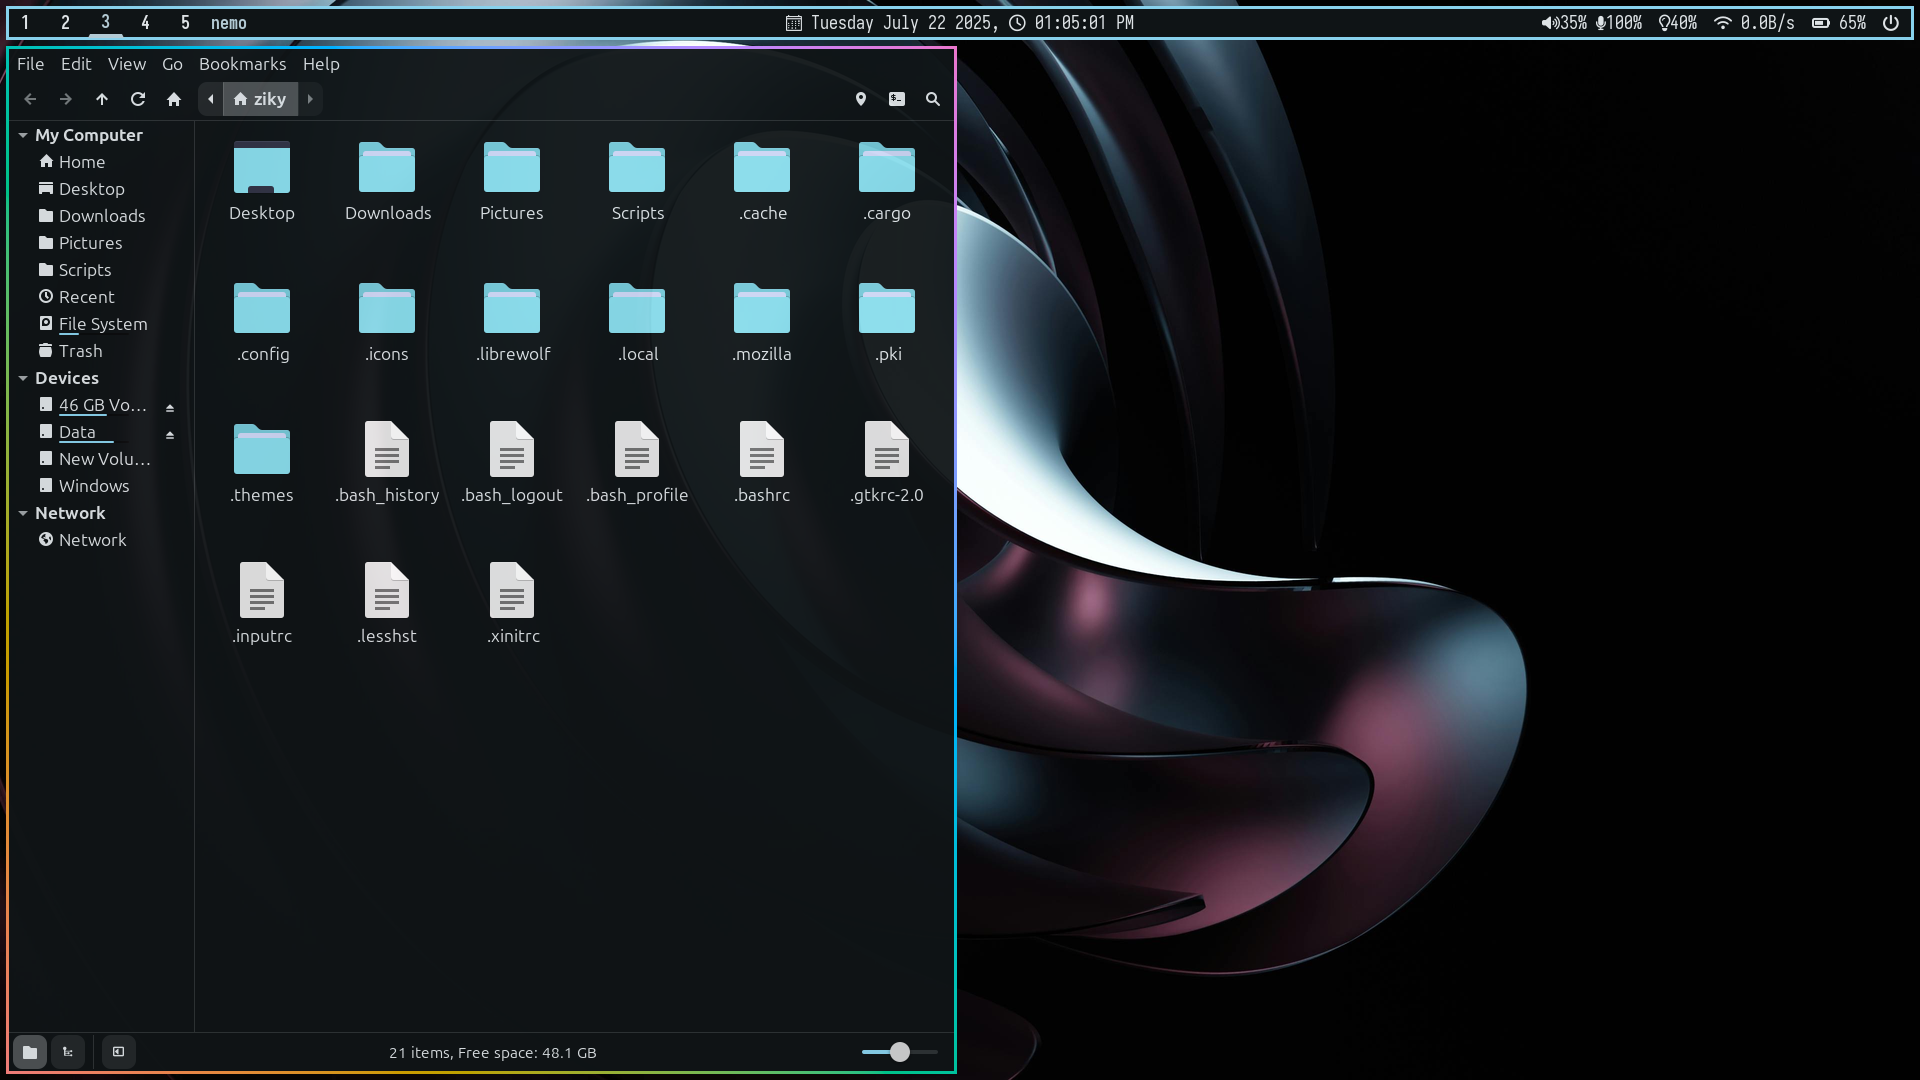 1 2 3 4 5 nemo Tuesday July 22 2025, 01:05:01 PM 35% 100% 40% 0.0B/s 65%
File Edit View Go Bookmarks Help
ziky
My Computer
Home
Desktop
Downloads
Pictures
Scripts
Recent
File System
Trash
Devices
46 GB Vo...
Data
New Volu...
Windows
Network
Network
Desktop Downloads Pictures Scripts .cache .cargo
.config .icons .librewolf .local .mozilla .pki
.themes .bash_history .bash_logout .bash_profile .bashrc .gtkrc-2.0
.inputrc .lesshst .xinitrc
21 items, Free space: 48.1 GB